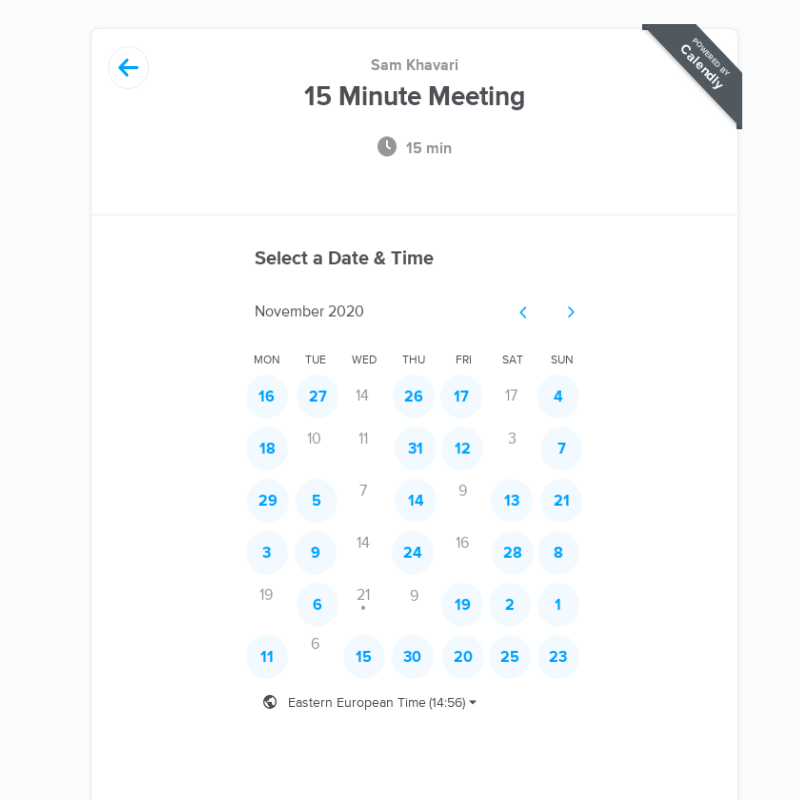 POWERED BY
Calendly
Sam Khavari
15 Minute Meeting
15 min
Select a Date & Time
November 2020
MON TUE WED THU FRI SAT SUN
16 27 14 26 17 17 4
18 10 11 31 12 3 7
29 5 7 14 9 13 21
3 9 14 24 16 28 8
19 6 21 9 19 2 1
11 6 15 30 20 25 23
Eastern European Time (14:56)